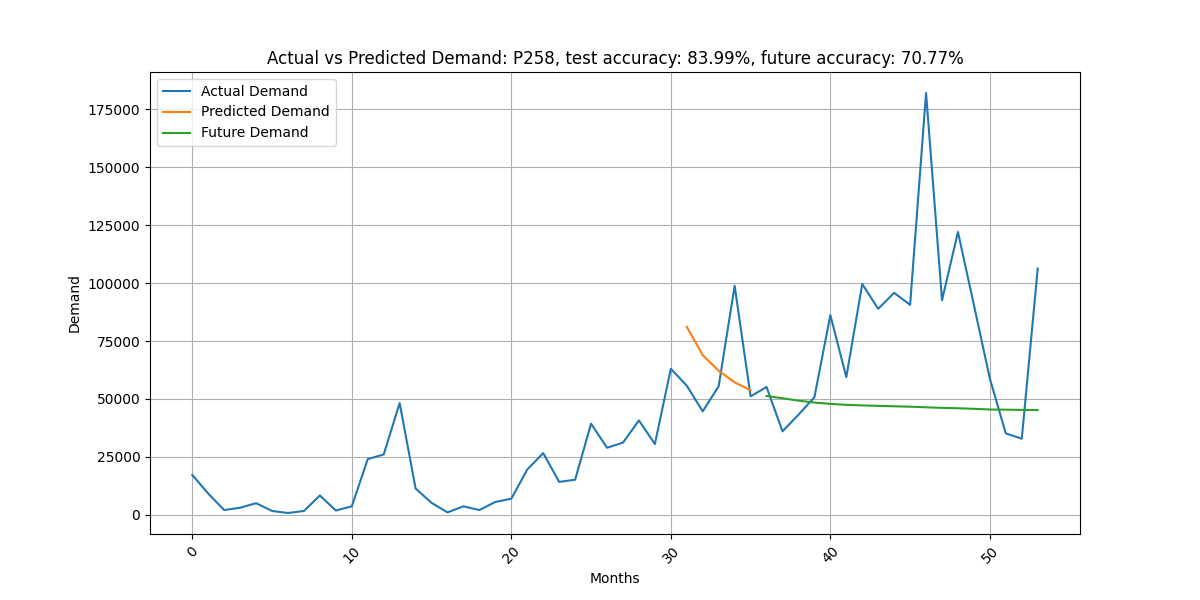 Actual vs Predicted Demand: P258, test accuracy: 83.99%, future accuracy: 70.77%
Actual Demand
Predicted Demand
Future Demand
175000
150000
125000
100000
75000
50000
25000
0
Demand
0
10
20
30
40
50
Months